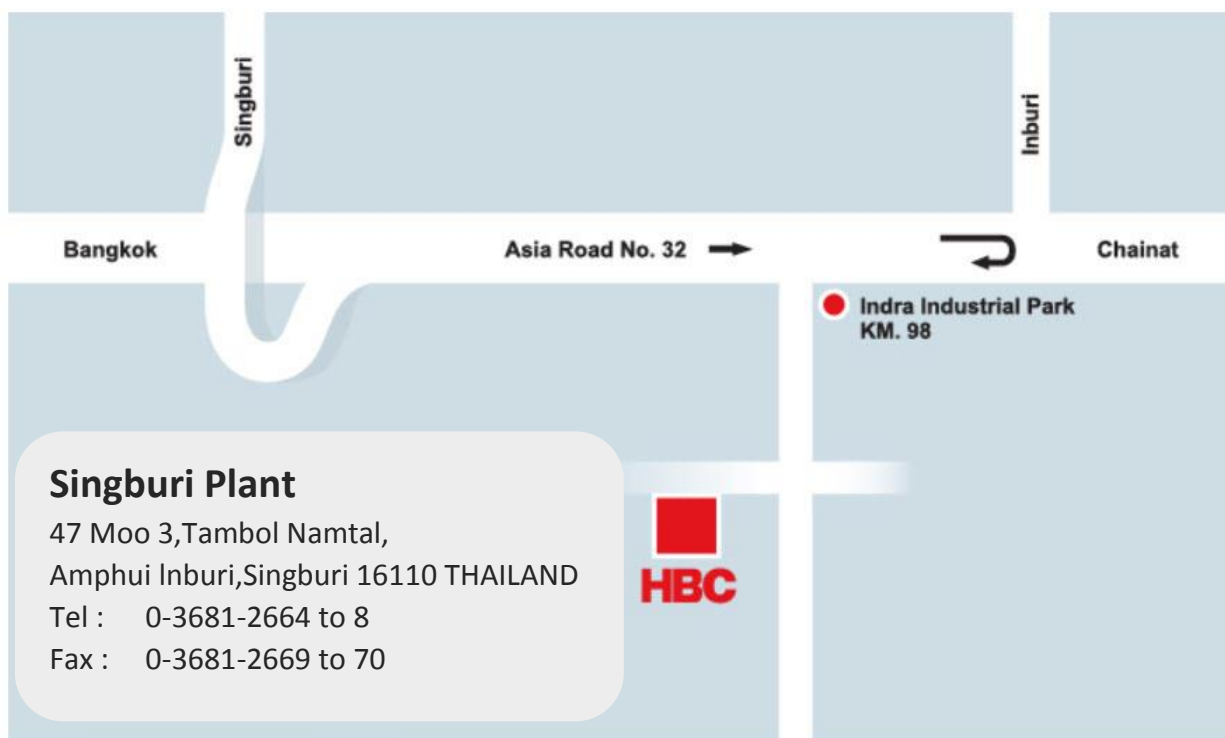 Singburi
Inburi
Bangkok
Asia Road No. 32
Chainat
Indra Industrial Park
KM. 98
Singburi Plant
47 Moo 3,Tambol Namtal,
Amphui lnburi,Singburi 16110 THAILAND
Tel : 0-3681-2664 to 8
Fax : 0-3681-2669 to 70
HBC